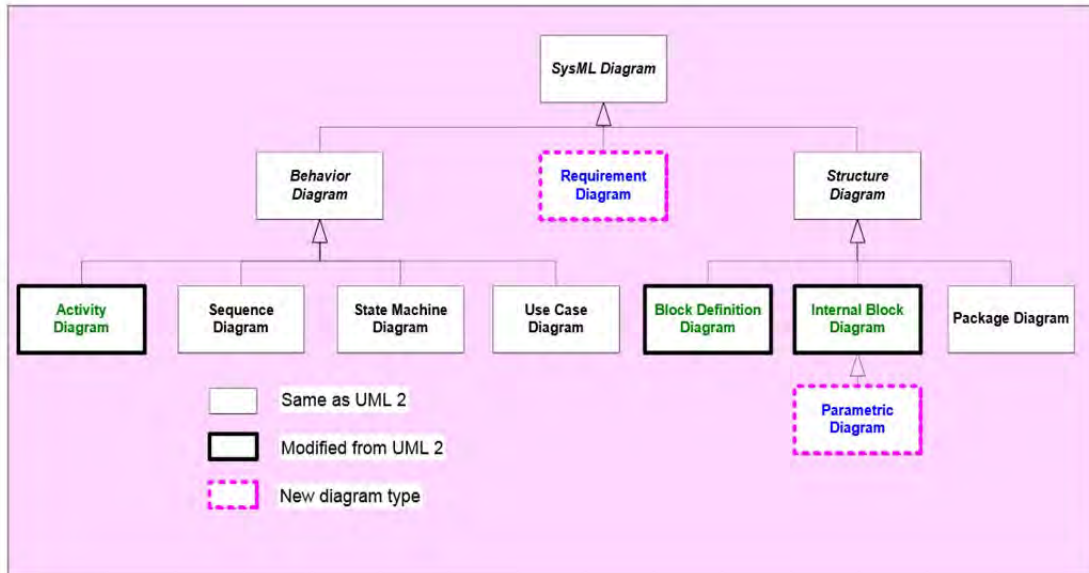 SysML Diagram
Behavior
Diagram
Requirement
Diagram
Structure
Diagram
Activity
Diagram
Sequence
Diagram
State Machine
Diagram
Use Case
Diagram
Block Definition
Diagram
Internal Block
Diagram
Package Diagram
Parametric
Diagram
Same as UML 2
Modified from UML 2
New diagram type